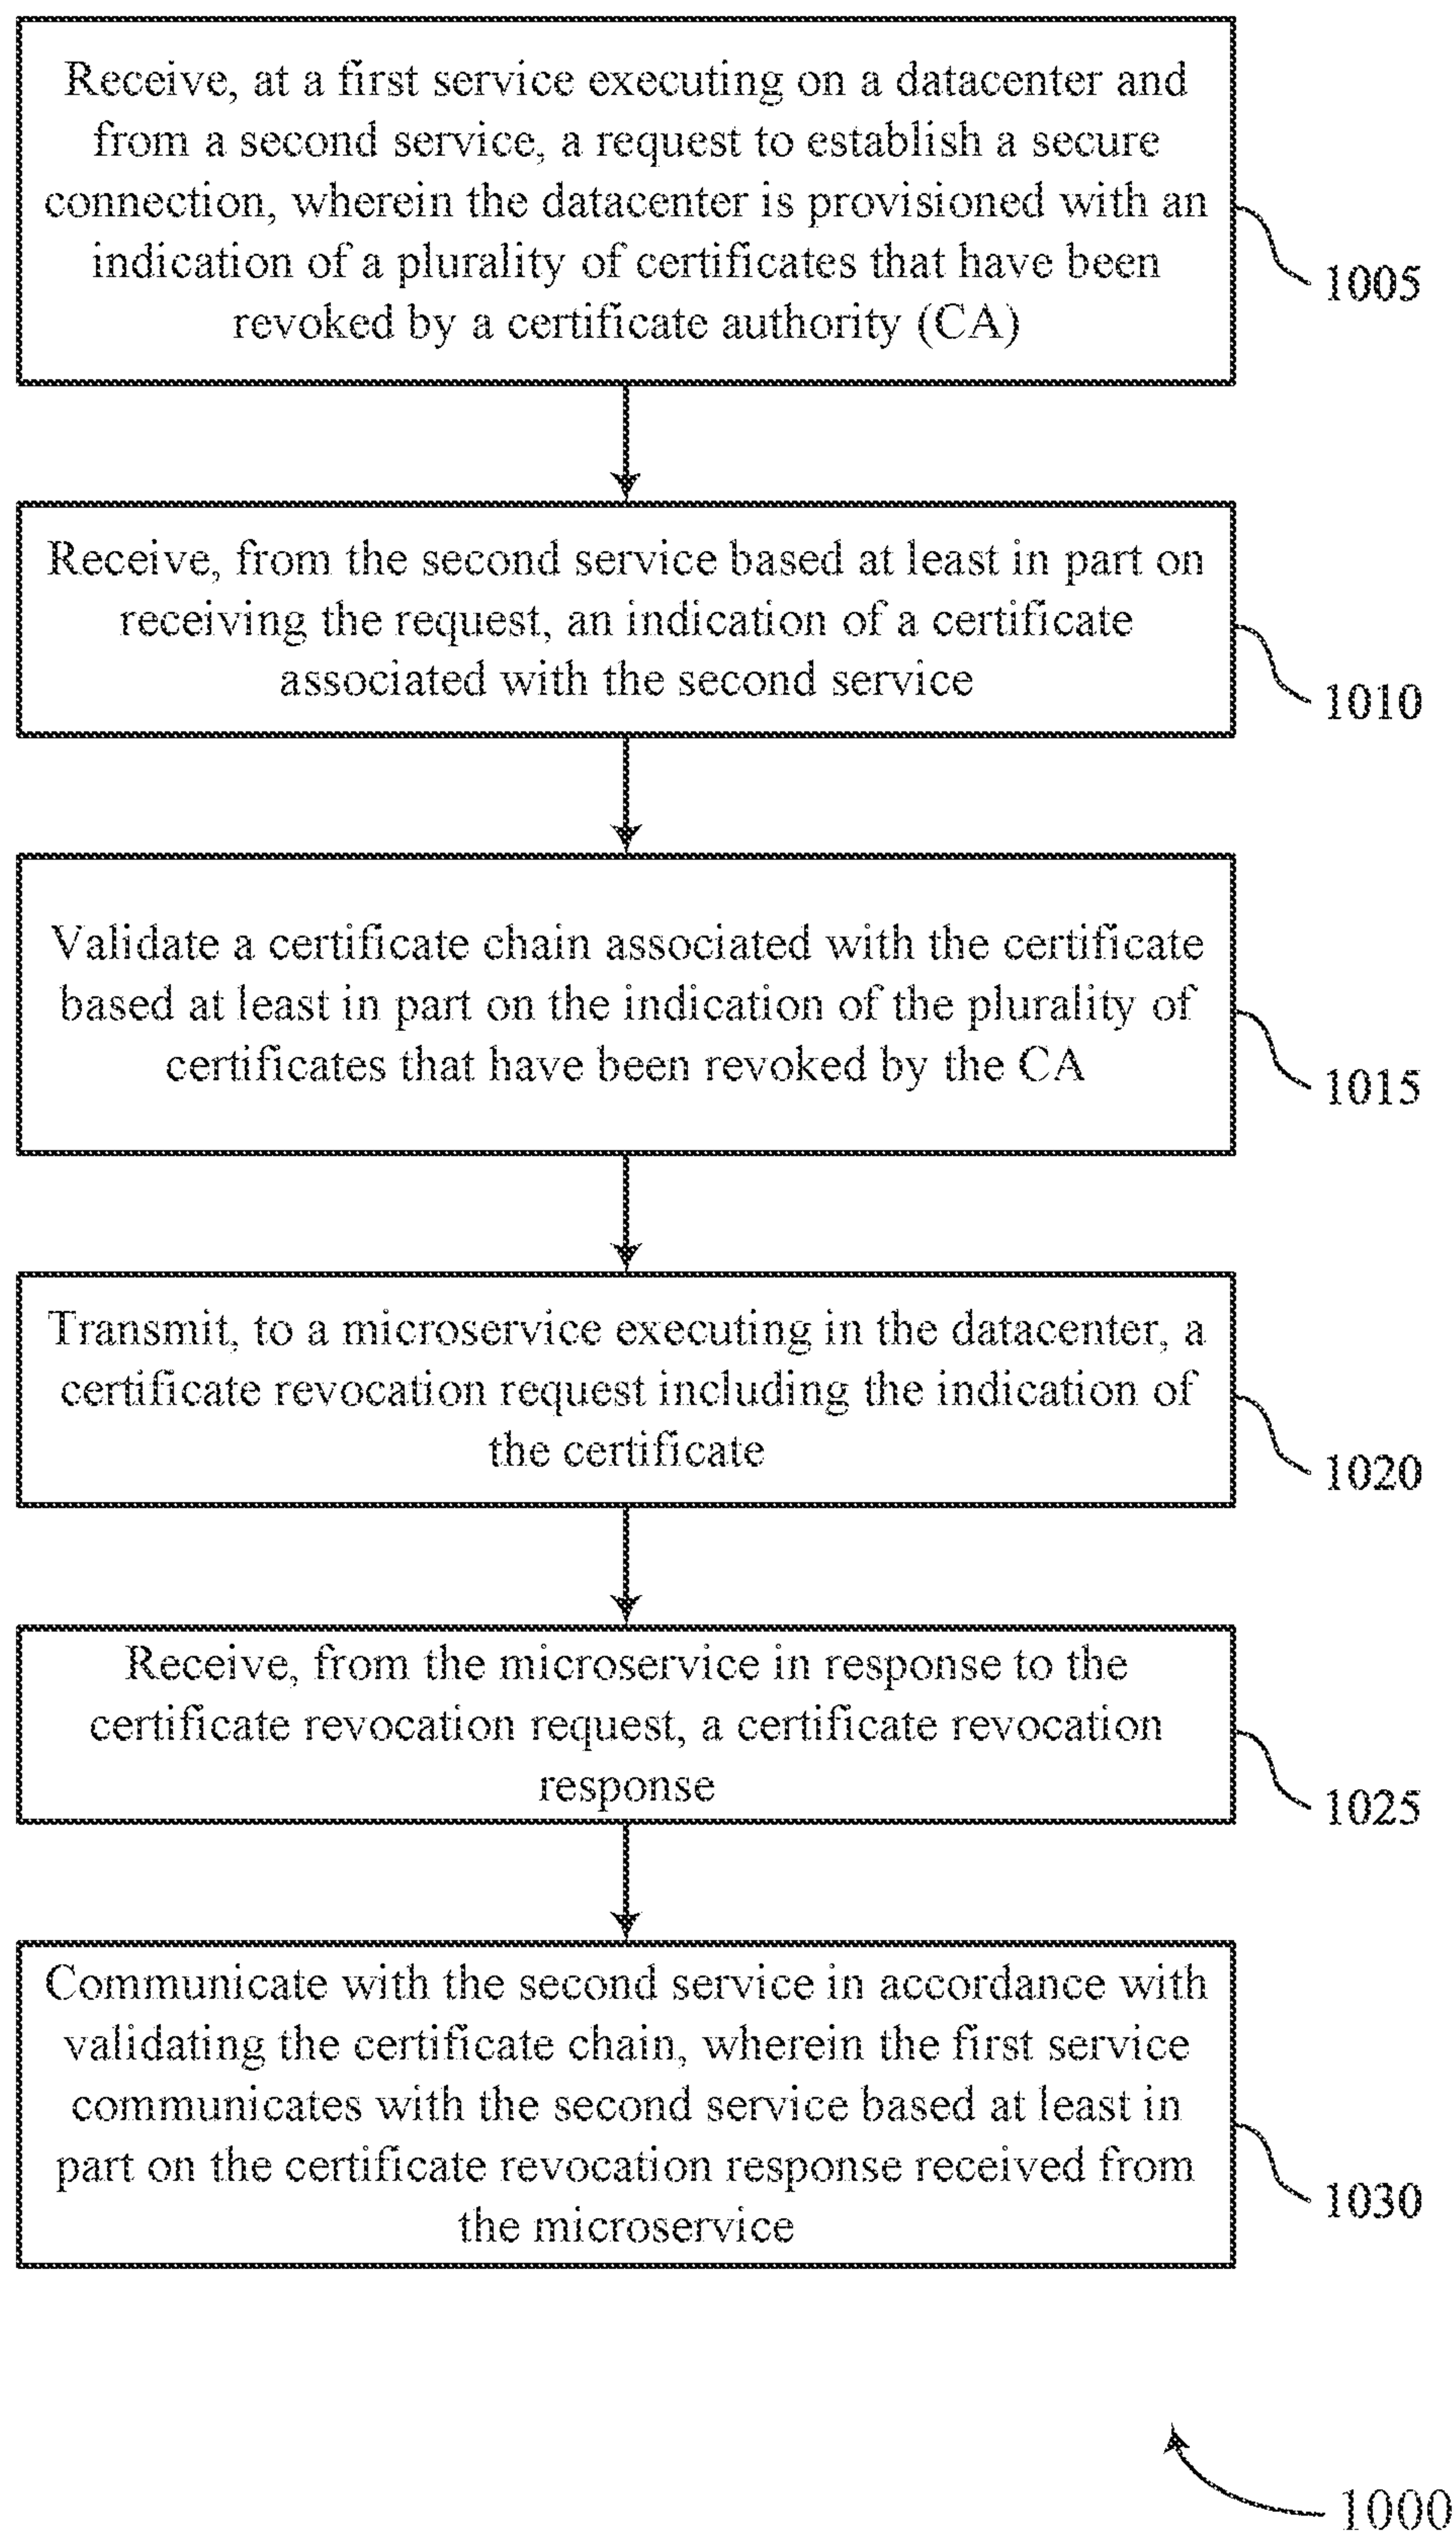 Receive, at a first service executing on a datacenter and
from a second service, a request to establish a secure
connection, wherein the datacenter is provisioned with an
indication of a plurality of certificates that have been
revoked by a certificate authority (CA)
1005
Receive, from the second service based at least in part on
receiving the request, an indication of a certificate
associated with the second service
1010
Validate a certificate chain associated with the certificate
based at least in part on the indication of the plurality of
certificates that have been revoked by the CA
1015
Transmit, to a microservice executing in the datacenter, a
certificate revocation request including the indication of
the certificate
1020
Receive, from the microservice in response to the
certificate revocation request, a certificate revocation
response
1025
Communicate with the second service in accordance with
validating the certificate chain, wherein the first service
communicates with the second service based at least in
part on the certificate revocation response received from
the microservice
1030
1000